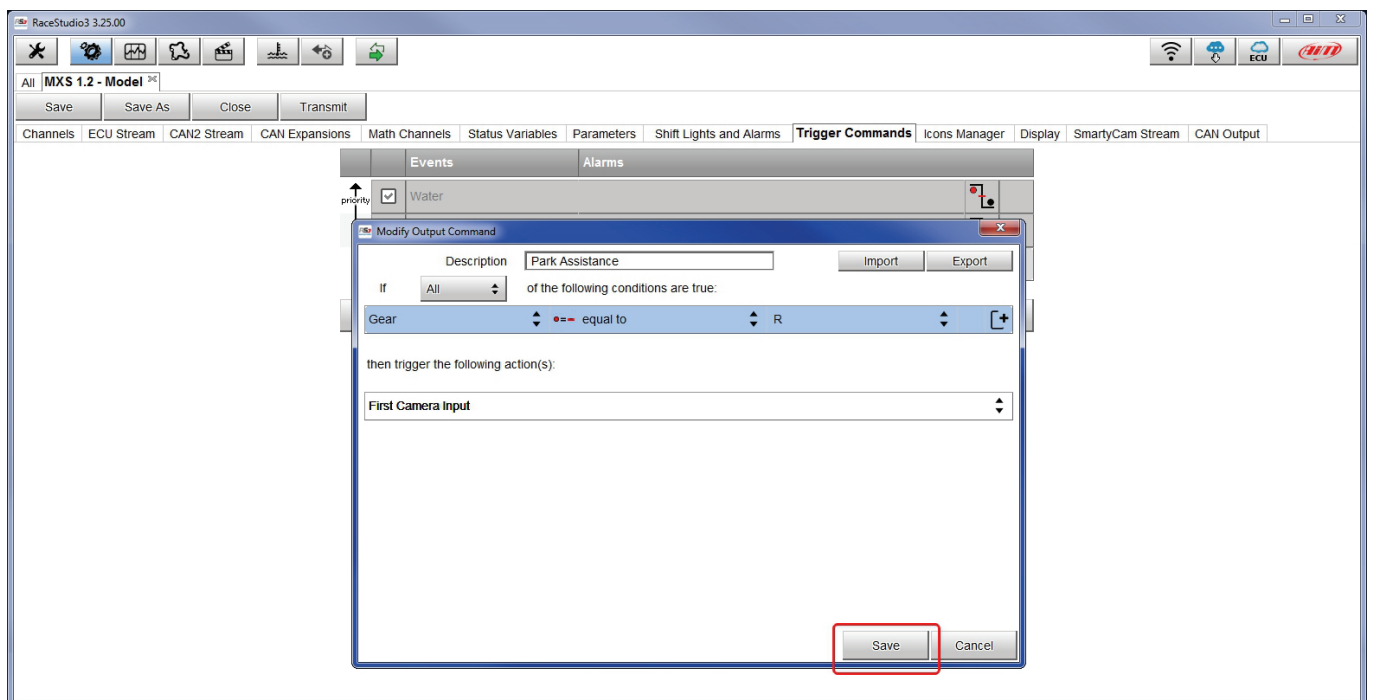 RaceStudio3 3.25.00
ECU
AiM
All MXS 1.2 - Model
Save Save As Close Transmit
Channels ECU Stream CAN2 Stream CAN Expansions Math Channels Status Variables Parameters Shift Lights and Alarms Trigger Commands Icons Manager Display SmartyCam Stream CAN Output
Events Alarms
priority Water
Modify Output Command
Description Park Assistance Import Export
If All of the following conditions are true:
Gear equal to R
then trigger the following action(s):
First Camera Input
Save Cancel